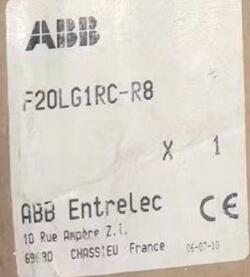 ABB
F20LG1RC-R8
X 1
ABB Entrelec CE
10 Rue Ampère Z.I.
69680 CHASSIEU France 06-07-10